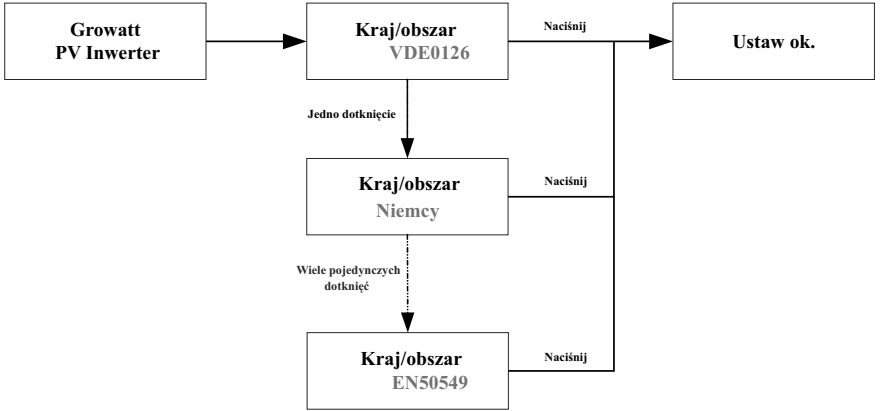 Growatt
PV Inwerter
Kraj/obszar
VDE0126
Naciśnij
Ustaw ok.
Jedno dotknięcie
Kraj/obszar
Niemcy
Naciśnij
Wiele pojedynczych
dotknięć
Kraj/obszar
EN50549
Naciśnij